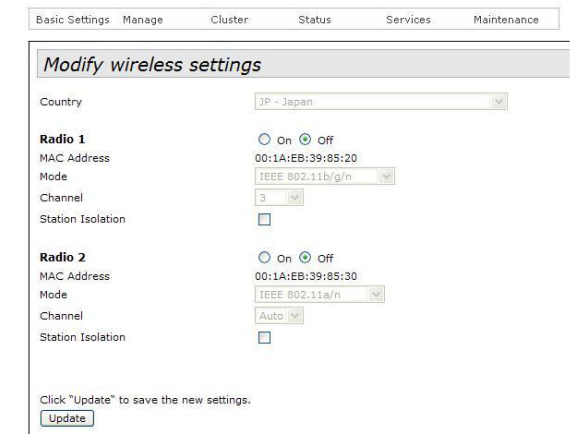 Basic Settings Manage Cluster Status Services Maintenance
Modify wireless settings
Country JP - Japan
Radio 1 On Off
MAC Address 00:1A:EB:39:85:20
Mode IEEE 802.11b/g/n
Channel 3
Station Isolation
Radio 2 On Off
MAC Address 00:1A:EB:39:85:30
Mode IEEE 802.11a/n
Channel Auto
Station Isolation
Click "Update" to save the new settings.
Update